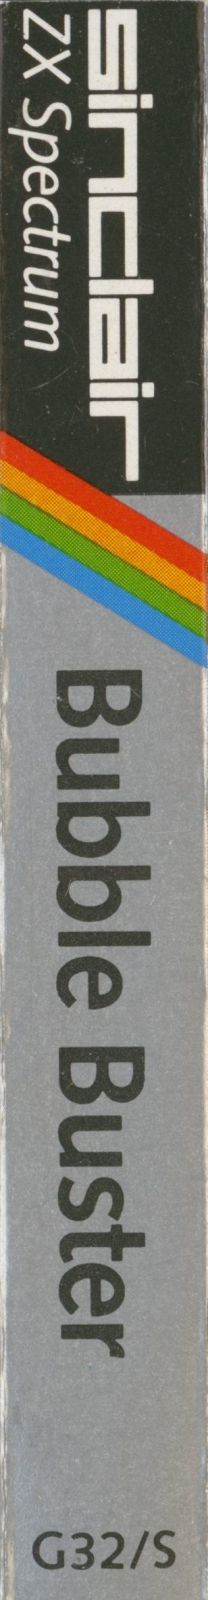 sinclair
ZX Spectrum
Bubble Buster
G32/S